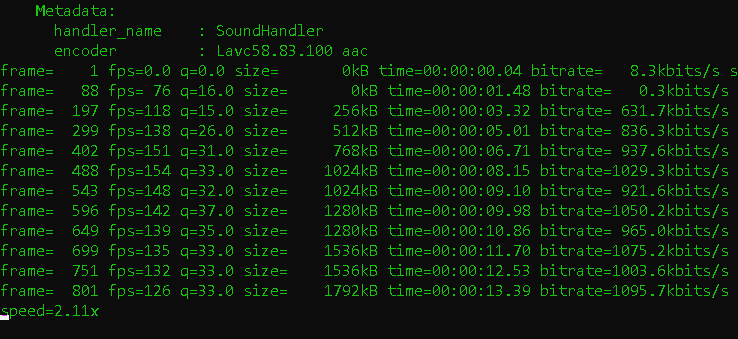 Metadata:
handler_name    : SoundHandler
encoder         : Lavc58.83.100 aac
frame=    1 fps=0.0 q=0.0 size=       0kB time=00:00:00.04 bitrate=   8.3kbits/s s
frame=   88 fps= 76 q=16.0 size=       0kB time=00:00:01.48 bitrate=   0.3kbits/s
frame=  197 fps=118 q=15.0 size=     256kB time=00:00:03.32 bitrate= 631.7kbits/s
frame=  299 fps=138 q=26.0 size=     512kB time=00:00:05.01 bitrate= 836.3kbits/s
frame=  402 fps=151 q=31.0 size=     768kB time=00:00:06.71 bitrate= 937.6kbits/s
frame=  488 fps=154 q=33.0 size=    1024kB time=00:00:08.15 bitrate=1029.3kbits/s
frame=  543 fps=148 q=32.0 size=    1024kB time=00:00:09.10 bitrate= 921.6kbits/s
frame=  596 fps=142 q=37.0 size=    1280kB time=00:00:09.98 bitrate=1050.2kbits/s
frame=  649 fps=139 q=35.0 size=    1280kB time=00:00:10.86 bitrate= 965.0kbits/s
frame=  699 fps=135 q=33.0 size=    1536kB time=00:00:11.70 bitrate=1075.2kbits/s
frame=  751 fps=132 q=33.0 size=    1536kB time=00:00:12.53 bitrate=1003.6kbits/s
frame=  801 fps=126 q=33.0 size=    1792kB time=00:00:13.39 bitrate=1095.7kbits/s
speed=2.11x